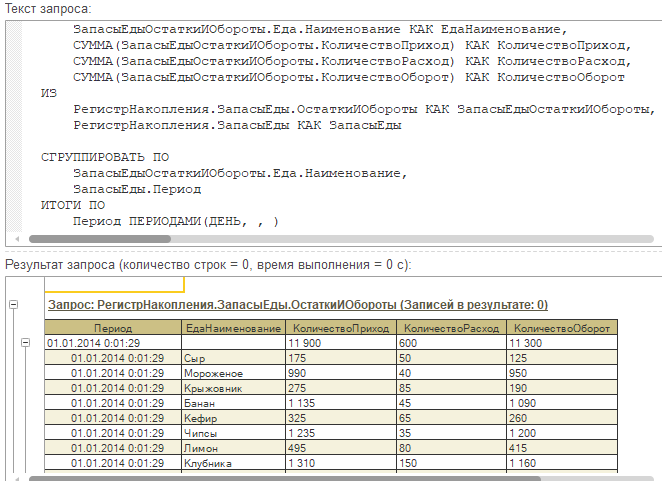 Текст запроса:
ЗапасыЕдыОстаткиИОбороты.Еда.Наименование КАК ЕдаНаименование,
СУММА(ЗапасыЕдыОстаткиИОбороты.КоличествоПриход) КАК КоличествоПриход,
СУММА(ЗапасыЕдыОстаткиИОбороты.КоличествоРасход) КАК КоличествоРасход,
СУММА(ЗапасыЕдыОстаткиИОбороты.КоличествоОборот) КАК КоличествоОборот
ИЗ
РегистрНакопления.ЗапасыЕды.ОстаткиИОбороты КАК ЗапасыЕдыОстаткиИОбороты,
РегистрНакопления.ЗапасыЕды КАК ЗапасыЕды
СГРУППИРОВАТЬ ПО
ЗапасыЕдыОстаткиИОбороты.Еда.Наименование,
ЗапасыЕды.Период
ИТОГИ ПО
Период ПЕРИОДАМИ(ДЕНЬ, , )
Результат запроса (количество строк = 0, время выполнения = 0 с):
Запрос: РегистрНакопления.ЗапасыЕды.ОстаткиИОбороты (Записей в результате: 0)
Период ЕдаНаименование КоличествоПриход КоличествоРасход КоличествоОборот
01.01.2014 0:01:29 11 900 600 11 300
01.01.2014 0:01:29 Сыр 175 50 125
01.01.2014 0:01:29 Мороженое 990 40 950
01.01.2014 0:01:29 Крыжовник 275 85 190
01.01.2014 0:01:29 Банан 1 135 45 1 090
01.01.2014 0:01:29 Кефир 325 65 260
01.01.2014 0:01:29 Чипсы 1 235 35 1 200
01.01.2014 0:01:29 Лимон 495 80 415
01.01.2014 0:01:29 Клубника 1 310 150 1 160